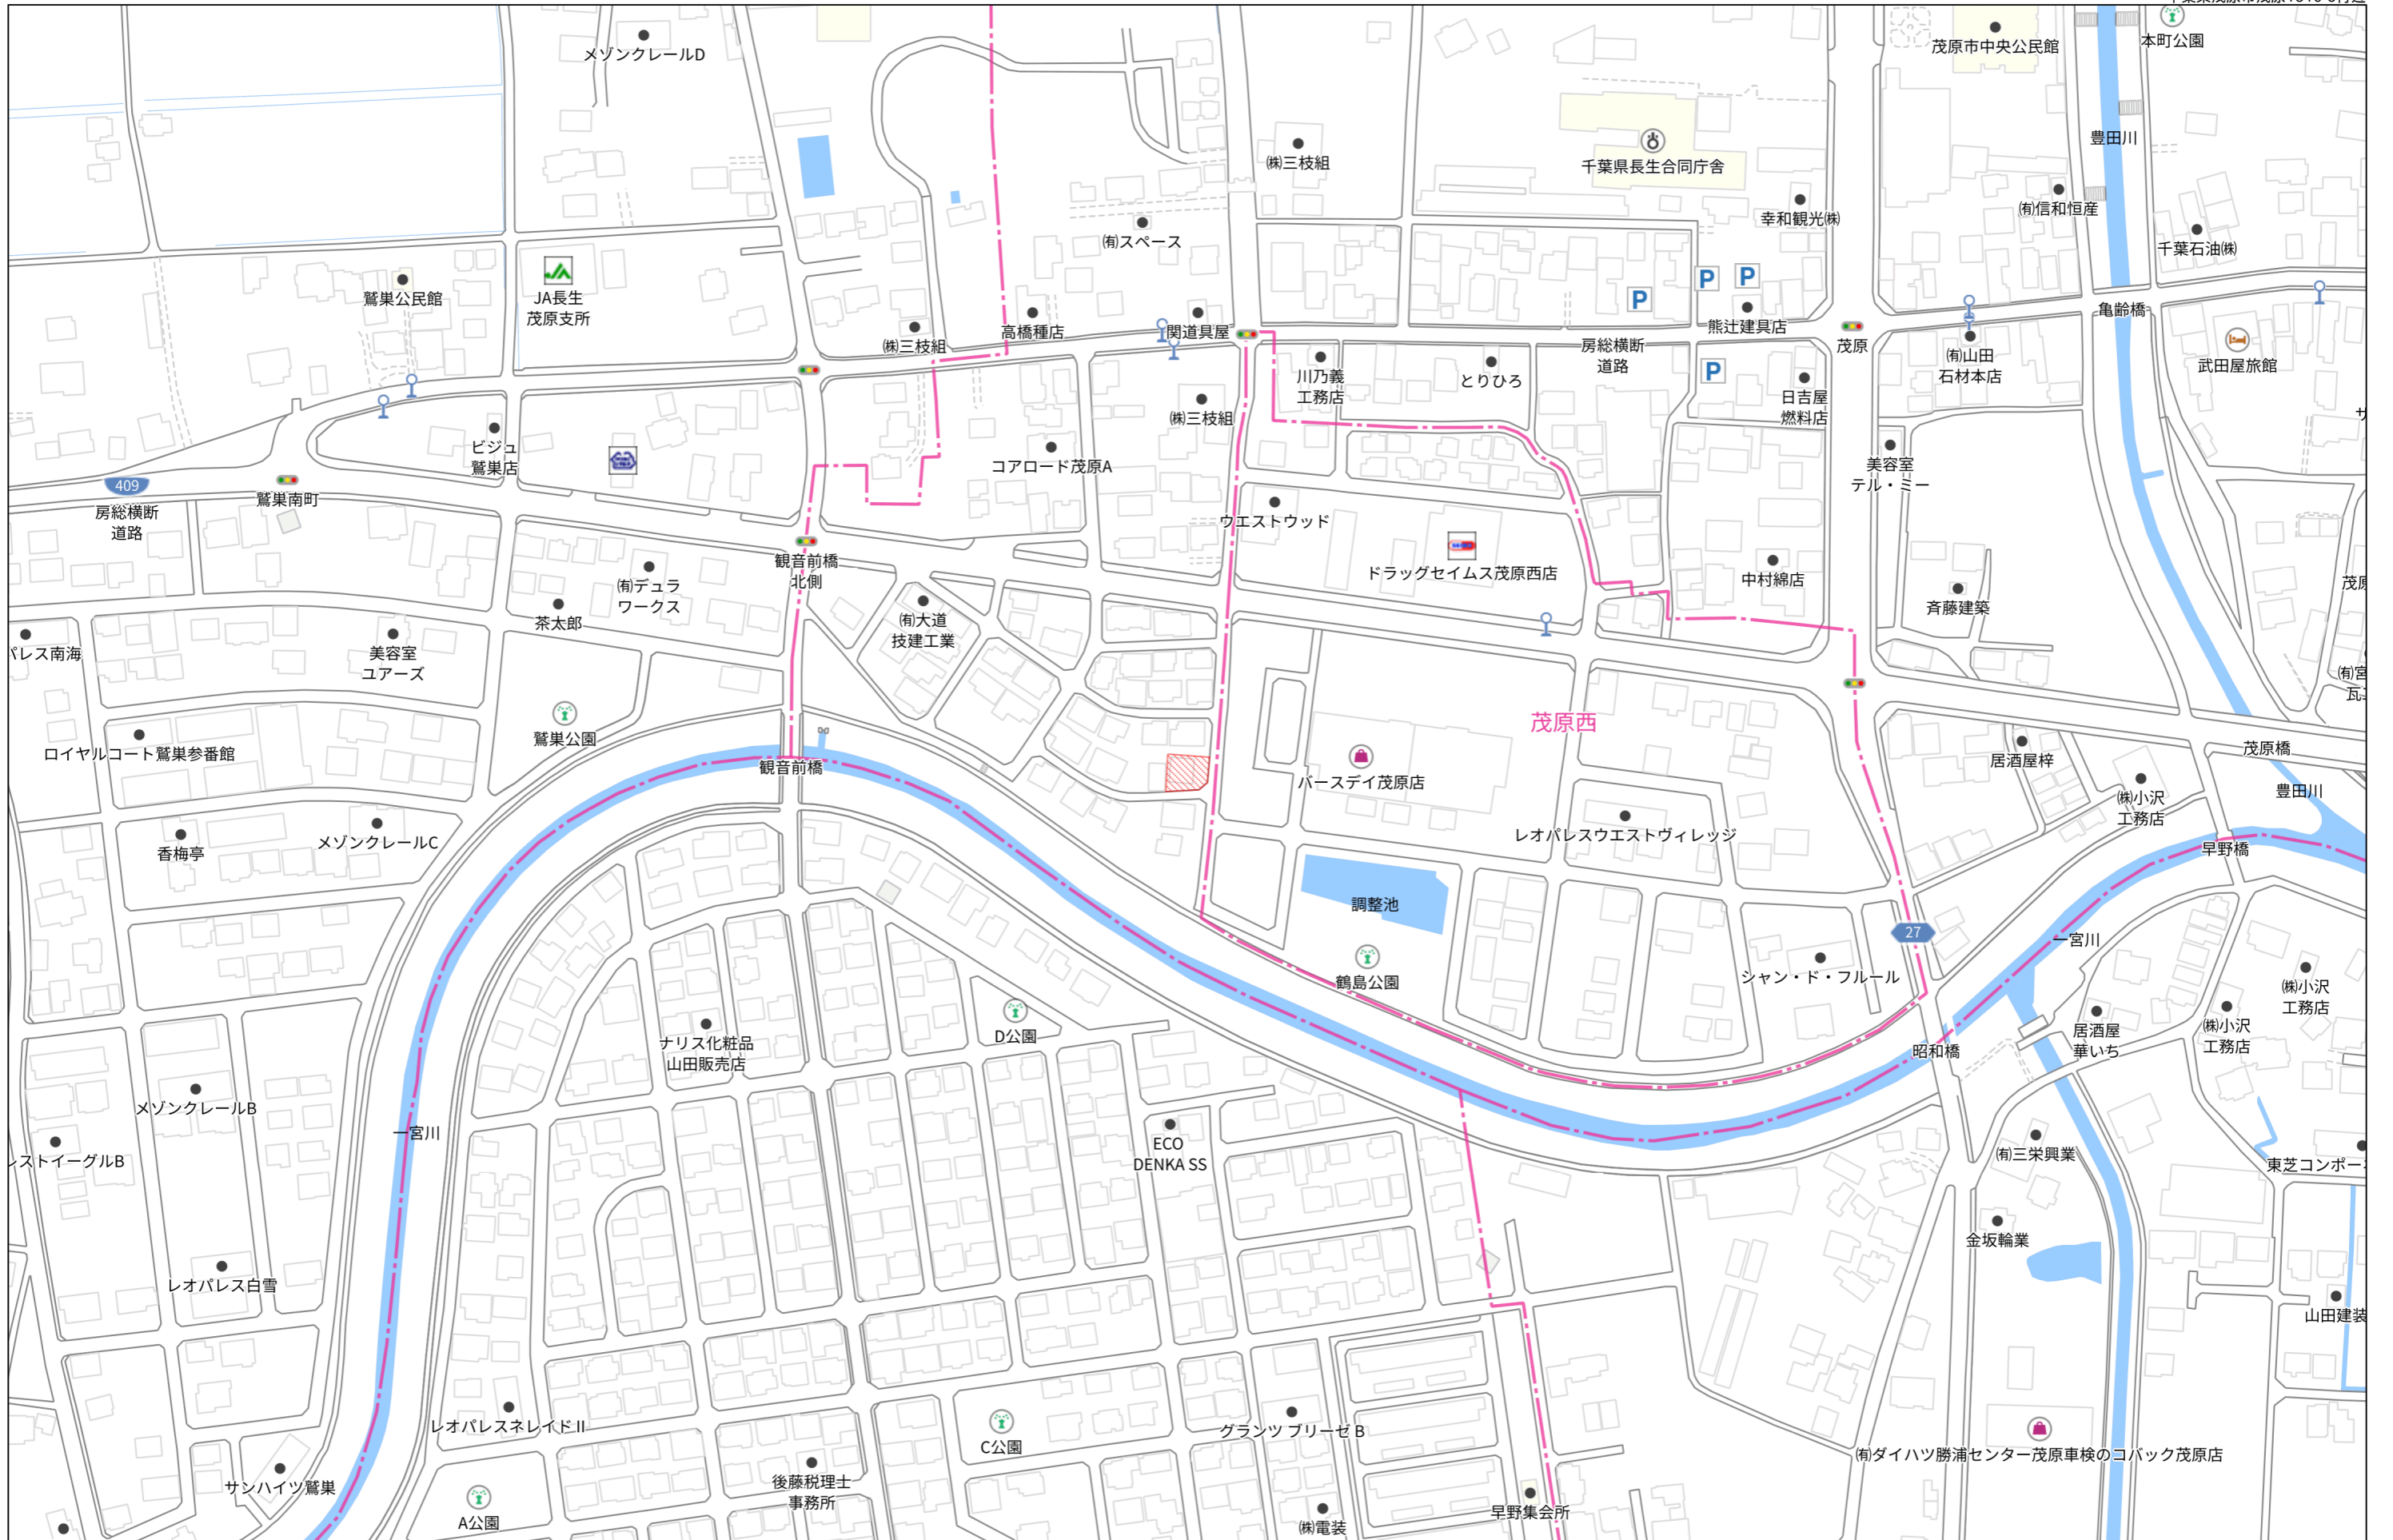 メゾンクレールD
茂原市中央公民館
本町公園
豊田川
㈱三枝組
千葉県長生合同庁舎
㈲信和恒産
幸和観光㈱
㈲スペース
千葉石油㈱
鷲巣公民館
JA長生
茂原支所
P
P
P
亀齢橋
㈱三枝組
高橋種店
関道具屋
熊辻建具店
房総横断
道路
茂原
㈲山田
石材本店
武田屋旅館
川乃義
工務店
とりひろ
P
日吉屋
燃料店
㈱三枝組
ビジュ
鷲巣店
コアロード茂原A
美容室
テル・ミー
409
鷲巣南町
房総横断
道路
ウエストウッド
観音前橋
北側
ドラッグセイムス茂原西店
中村綿店
㈲デュラ
ワークス
茶太郎
㈲大道
技建工業
斉藤建築
パレス南海
美容室
ユアーズ
茂原西
鷲巣公園
ロイヤルコート鷲巣参番館
観音前橋
バースデイ茂原店
居酒屋梓
茂原橋
豊田川
㈱小沢
工務店
香梅亭
メゾンクレールC
レオパレスウエストヴィレッジ
早野橋
調整池
27
一宮川
鶴島公園
シャン・ド・フルール
㈱小沢
工務店
D公園
ナリス化粧品
山田販売店
居酒屋
華いち
㈱小沢
工務店
昭和橋
メゾンクレールB
一宮川
ECO
DENKA SS
㈲三栄興業
レストイーグルB
東芝コンポー
金坂輪業
レオパレス白雪
山田建装
レオパレスネレイドⅡ
C公園
グランツ ブリーゼ B
㈲ダイハツ勝浦センター茂原車検のコバック茂原店
サンハイツ鷲巣
後藤税理士
事務所
A公園
㈱電装
早野集会所